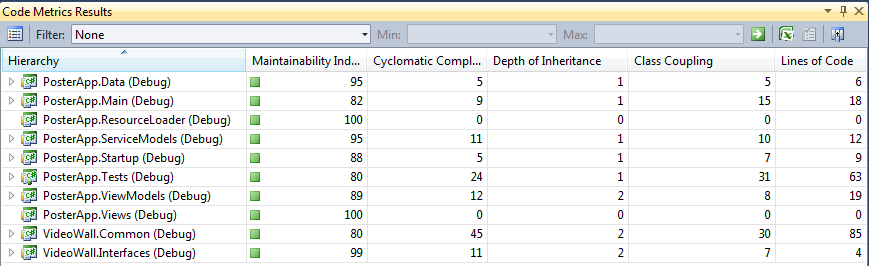 Code Metrics Results
Filter: None Min: Max:
Hierarchy Maintainability Ind... Cyclomatic Compl... Depth of Inheritance Class Coupling Lines of Code
PosterApp.Data (Debug) 95 5 1 5 6
PosterApp.Main (Debug) 82 9 1 15 18
PosterApp.ResourceLoader (Debug) 100 0 0 0 0
PosterApp.ServiceModels (Debug) 95 11 1 10 12
PosterApp.Startup (Debug) 88 5 1 7 9
PosterApp.Tests (Debug) 80 24 1 31 63
PosterApp.ViewModels (Debug) 89 12 2 8 19
PosterApp.Views (Debug) 100 0 0 0 0
VideoWall.Common (Debug) 80 45 2 30 85
VideoWall.Interfaces (Debug) 99 11 2 7 4